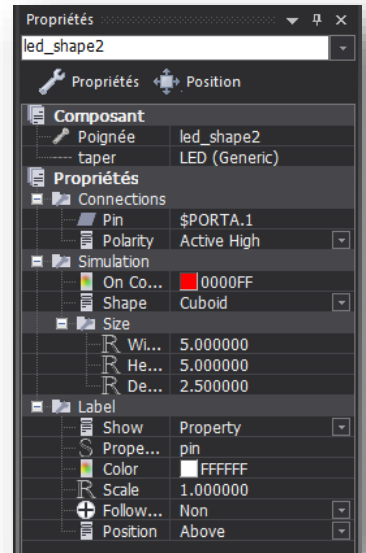 Propriétés
led_shape2
Propriétés Position
Composant
Poignée led_shape2
taper LED (Generic)
Propriétés
Connections
Pin $PORTA.1
Polarity Active High
Simulation
On Co... 0000FF
Shape Cuboid
Size
Wi... 5.000000
He... 5.000000
De... 2.500000
Label
Show Property
Prope... pin
Color FFFFFF
Scale 1.000000
Follow... Non
Position Above